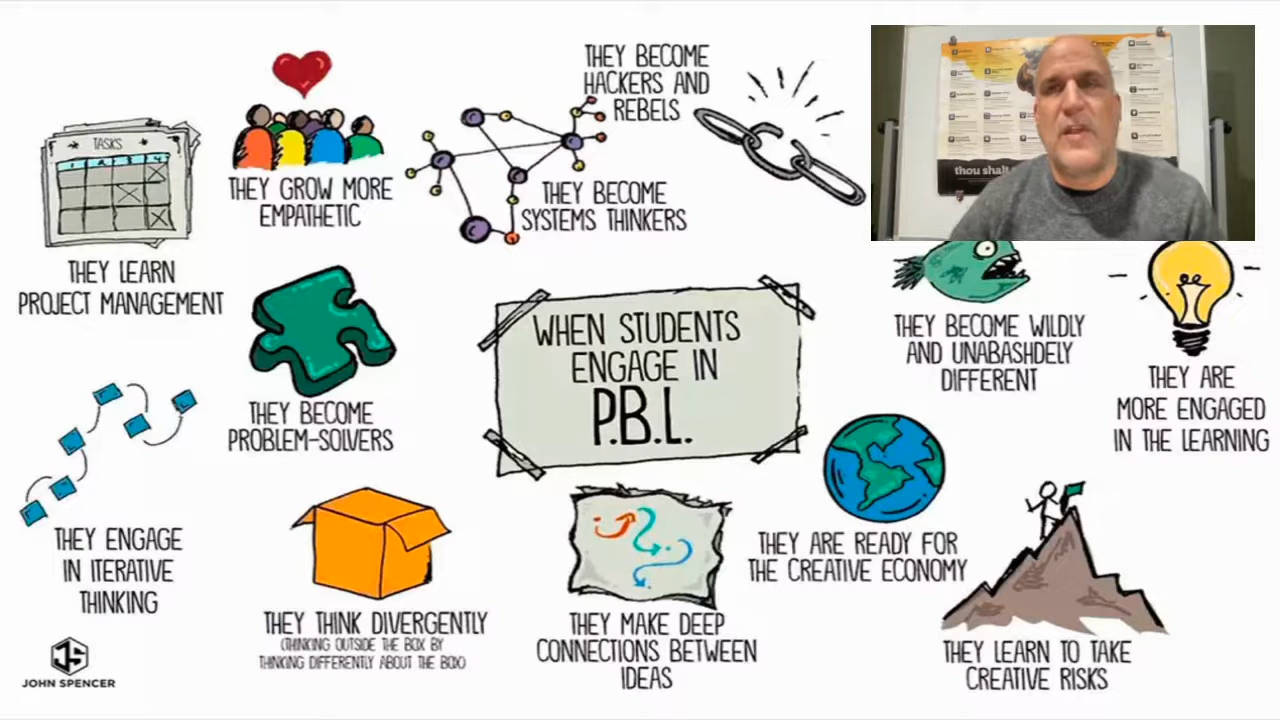 THEY BECOME
HACKERS AND
REBELS
TASKS
THEY GROW MORE
EMPATHETIC
THEY BECOME
SYSTEMS THINKERS
thou shalt
THEY LEARN
PROJECT MANAGEMENT
WHEN STUDENTS
ENGAGE IN
P.B.L.
THEY BECOME WILDLY
AND UNABASHDELY
DIFFERENT
THEY ARE
MORE ENGAGED
IN THE LEARNING
THEY BECOME
PROBLEM-SOLVERS
THEY ENGAGE
IN ITERATIVE
THINKING
THEY ARE READY FOR
THE CREATIVE ECONOMY
THEY THINK DIVERGENTLY
(THINKING OUTSIDE THE BOX BY
THINKING DIFFERENTLY ABOUT THE BOX)
THEY MAKE DEEP
CONNECTIONS BETWEEN
IDEAS
THEY LEARN TO TAKE
CREATIVE RISKS
JS
JOHN SPENCER